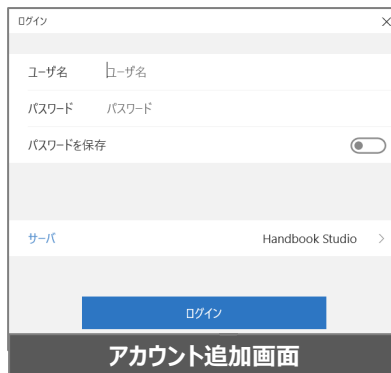 ログイン ×
ユーザ名 ユーザ名
パスワード パスワード
パスワードを保存
サーバ Handbook Studio >
ログイン
アカウント追加画面